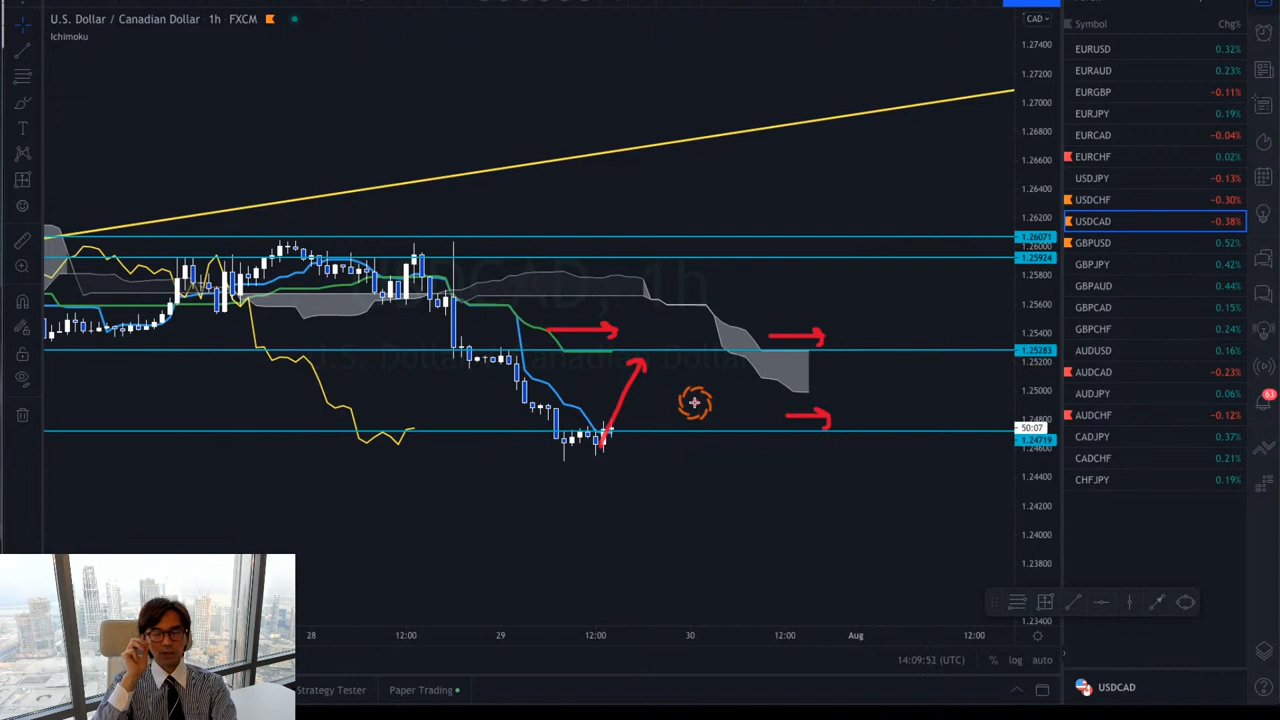 U.S. Dollar / Canadian Dollar · 1h · FXCM
Ichimoku
CAD
1.27400
1.27200
1.27000
1.26800
1.26600
1.26400
1.26200
1.26071
1.26000
1.25924
1.25800
1.25600
1.25400
1.25283
1.25000
1.24800
50:07
1.24719
1.24600
1.24400
1.24200
1.24000
1.23800
1.23400
28
12:00
29
12:00
30
12:00
Aug
12:00
14:09:53 (UTC)
%
log
auto
Strategy Tester
Paper Trading
Symbol
Chg%
EURUSD 0.32%
EURAUD 0.23%
EURGBP −0.11%
EURJPY 0.19%
EURCAD −0.04%
EURCHF 0.02%
USDJPY −0.13%
USDCHF −0.30%
USDCAD −0.38%
GBPUSD 0.52%
GBPJPY 0.42%
GBPAUD 0.44%
GBPCAD 0.15%
GBPCHF 0.24%
AUDUSD 0.16%
AUDCAD −0.23%
AUDJPY 0.06%
AUDCHF −0.12%
CADJPY 0.37%
CADCHF 0.21%
CHFJPY 0.19%
63
USDCAD